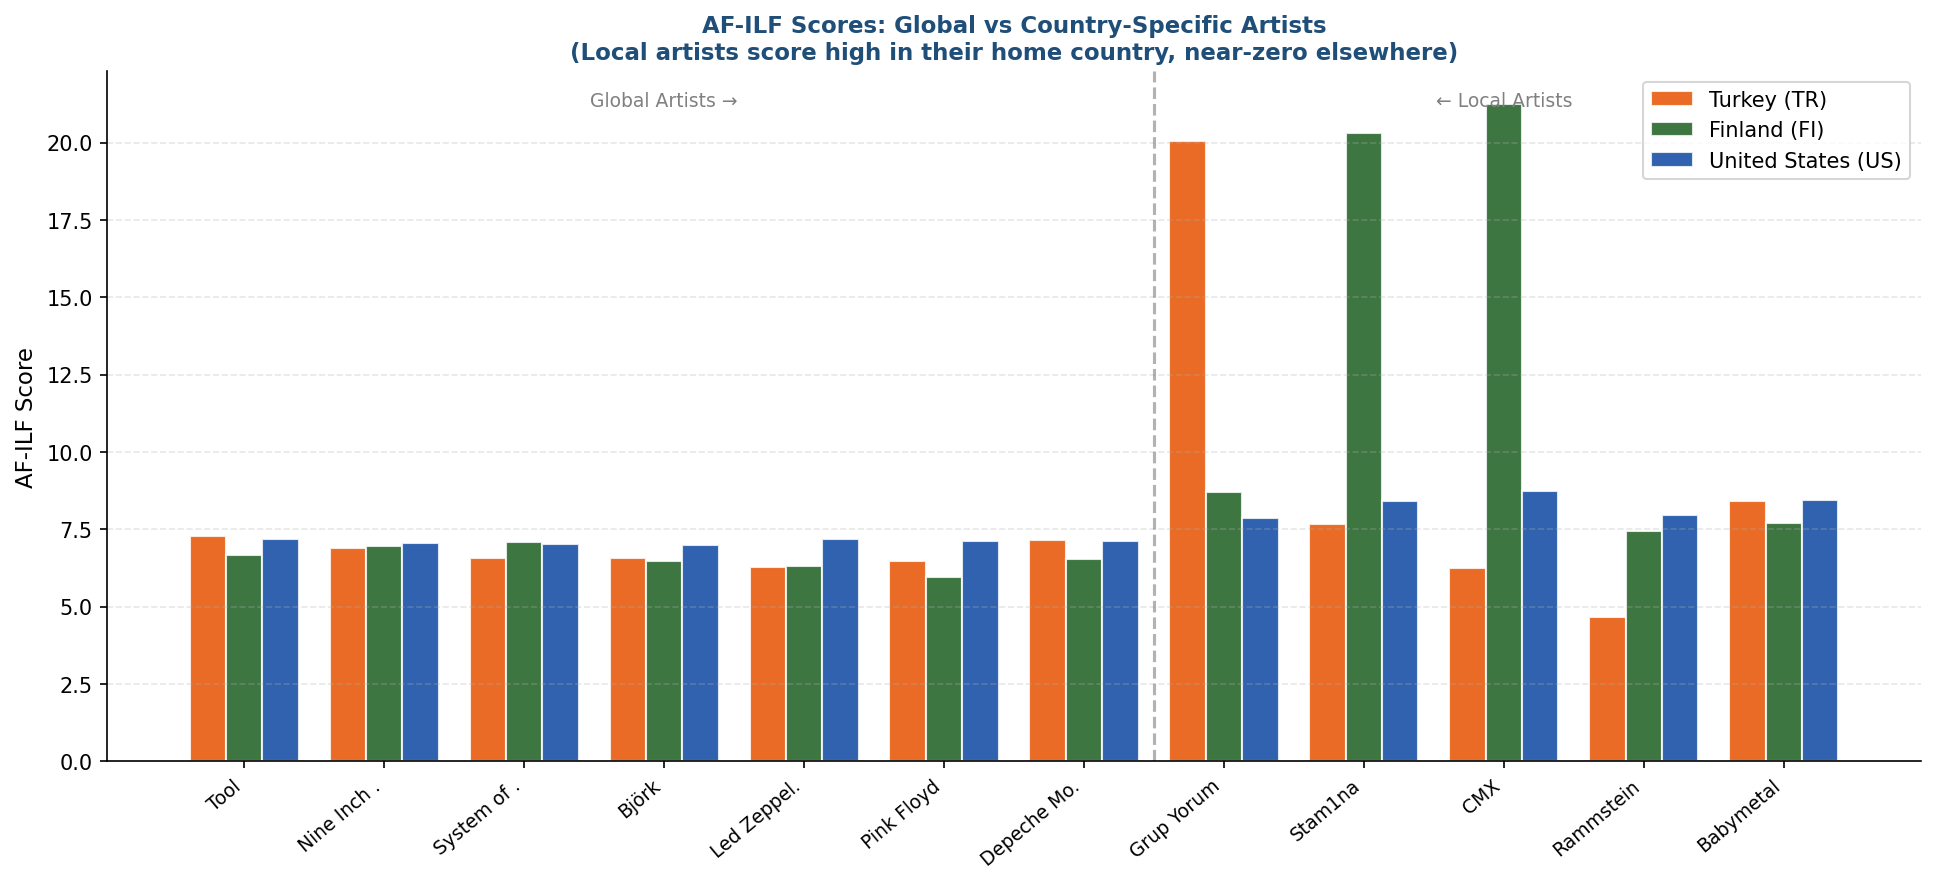 AF-ILF Scores: Global vs Country-Specific Artists
(Local artists score high in their home country, near-zero elsewhere)
Global Artists →
← Local Artists
Turkey (TR)
Finland (FI)
United States (US)
AF-ILF Score
20.0
17.5
15.0
12.5
10.0
7.5
5.0
2.5
0.0
Tool
Nine Inch .
System of .
Björk
Led Zeppel.
Pink Floyd
Depeche Mo.
Grup Yorum
Stam1na
CMX
Rammstein
Babymetal